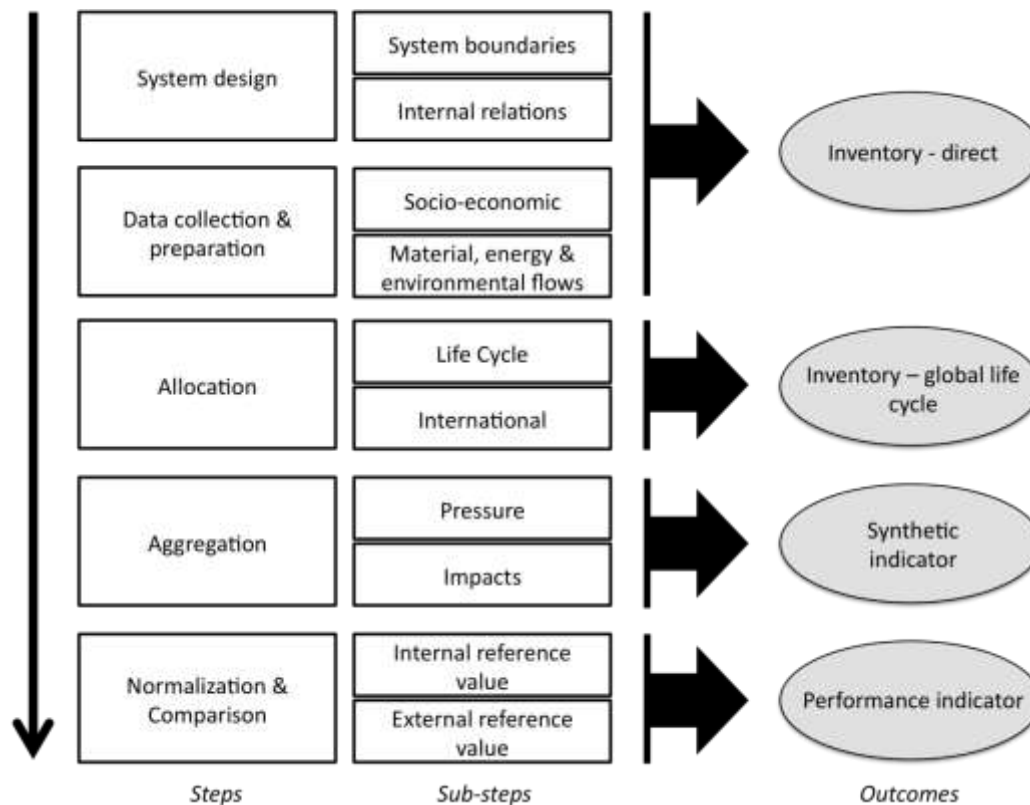 System design
System boundaries
Internal relations
Inventory - direct
Data collection &
preparation
Socio-economic
Material, energy &
environmental flows
Allocation
Life Cycle
International
Inventory – global life
cycle
Aggregation
Pressure
Impacts
Synthetic
indicator
Normalization &
Comparison
Internal reference
value
External reference
value
Performance indicator
Steps
Sub-steps
Outcomes